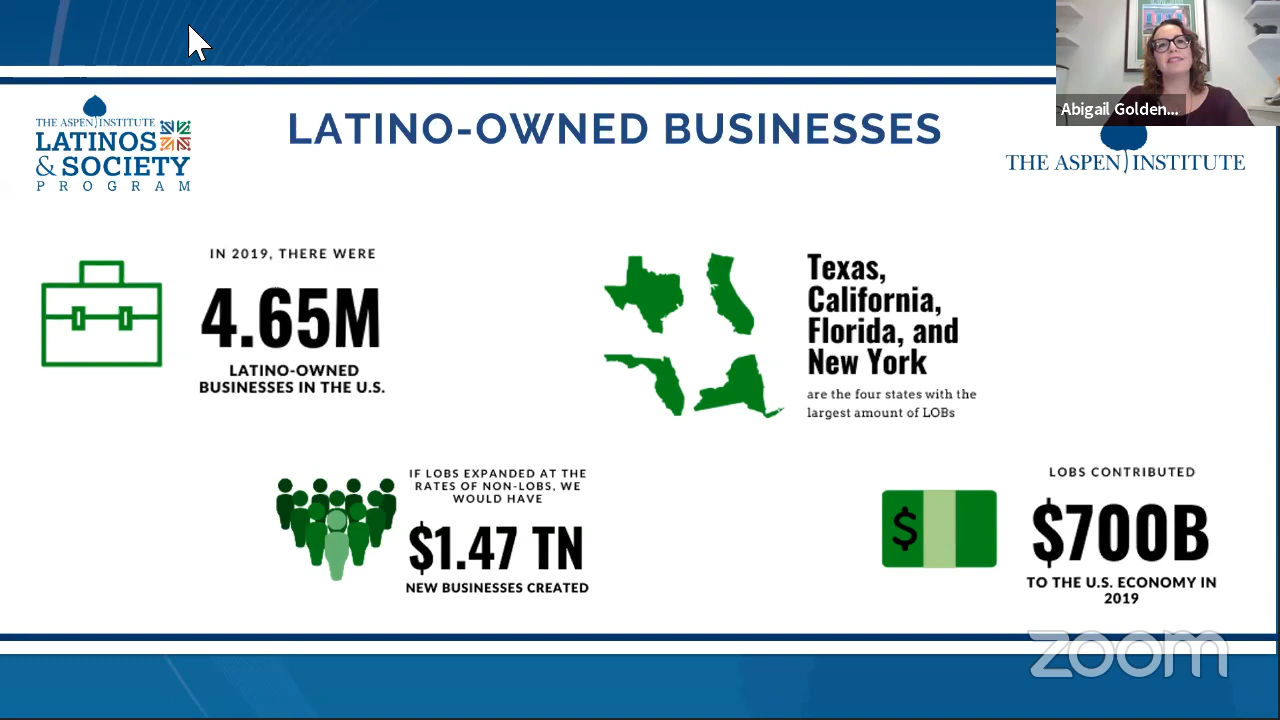 Abigail Golden...
THE ASPEN INSTITUTE
LATINOS
& SOCIETY
PROGRAM
LATINO-OWNED BUSINESSES
THE ASPEN INSTITUTE
IN 2019, THERE WERE
4.65M
LATINO-OWNED
BUSINESSES IN THE U.S.
Texas,
California,
Florida, and
New York
are the four states with the
largest amount of LOBs
IF LOBS EXPANDED AT THE
RATES OF NON-LOBS, WE
WOULD HAVE
$1.47 TN
NEW BUSINESSES CREATED
$
LOBS CONTRIBUTED
$700B
TO THE U.S. ECONOMY IN
2019
zoom